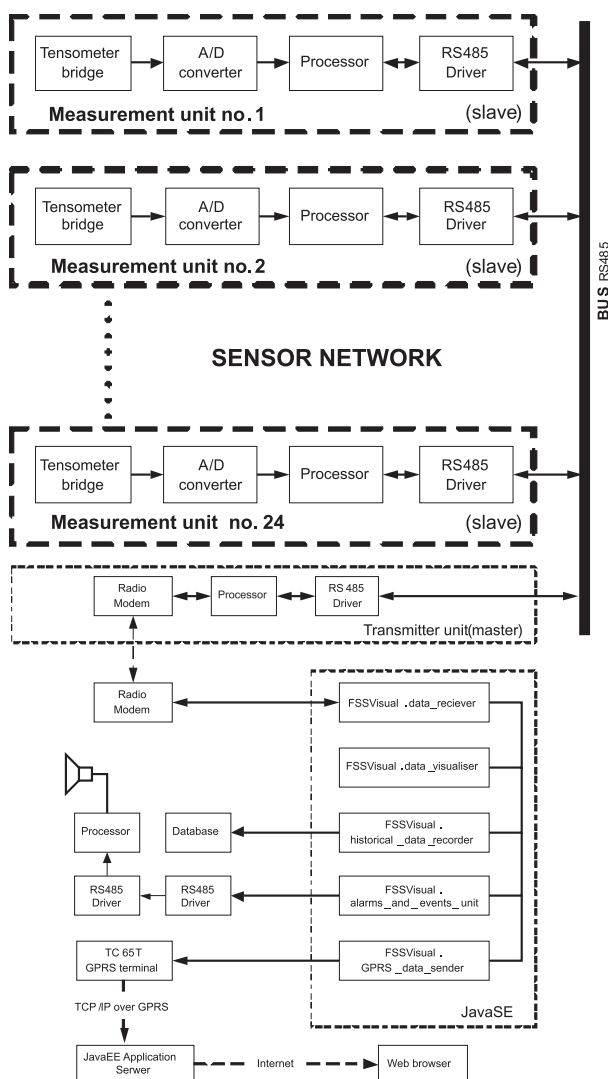 Tensometer bridge
A/D converter
Processor
RS485 Driver
Measurement unit no.1
(slave)
Tensometer bridge
A/D converter
Processor
RS485 Driver
Measurement unit no.2
(slave)
BUS RS485
SENSOR NETWORK
Tensometer bridge
A/D converter
Processor
RS485 Driver
Measurement unit no. 24
(slave)
Radio Modem
Processor
RS 485 Driver
Transmitter unit(master)
Radio Modem
FSSVisual .data_reciever
FSSVisual .data_visualiser
Processor
Database
FSSVisual .
historical _data_recorder
RS485 Driver
RS485 Driver
FSSVisual .
alarms_and_events_unit
TC 65T
GPRS terminal
FSSVisual .
GPRS _data_sender
TCP /IP over GPRS
JavaSE
JavaEE Application
Serwer
Internet
Web browser